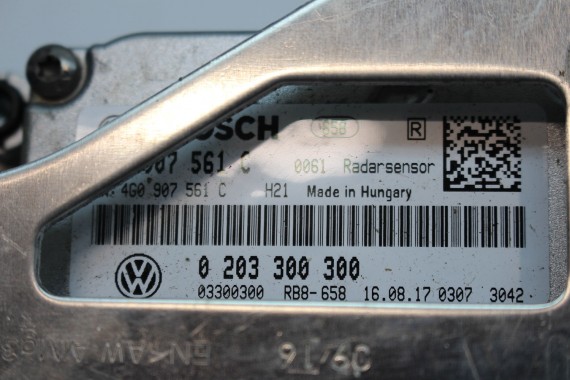 OSCH 658 R
907 561 C 0061 Radarsensor
4G0 907 561 C H21 Made in Hungary
0 203 300 300
03300300 RB8-658 16.08.17 0307 3042